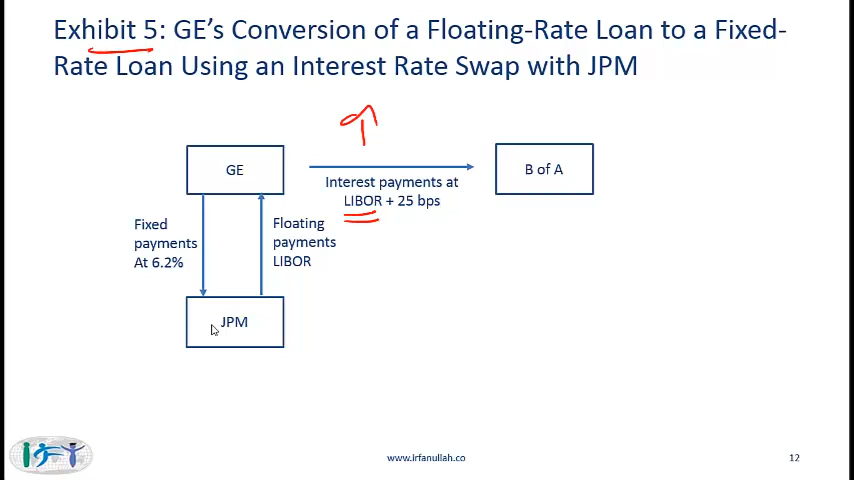 Exhibit 5: GE’s Conversion of a Floating-Rate Loan to a Fixed-
Rate Loan Using an Interest Rate Swap with JPM
GE
B of A
Interest payments at
LIBOR + 25 bps
Fixed
payments
At 6.2%
Floating
payments
LIBOR
JPM
www.irfanullah.co
12